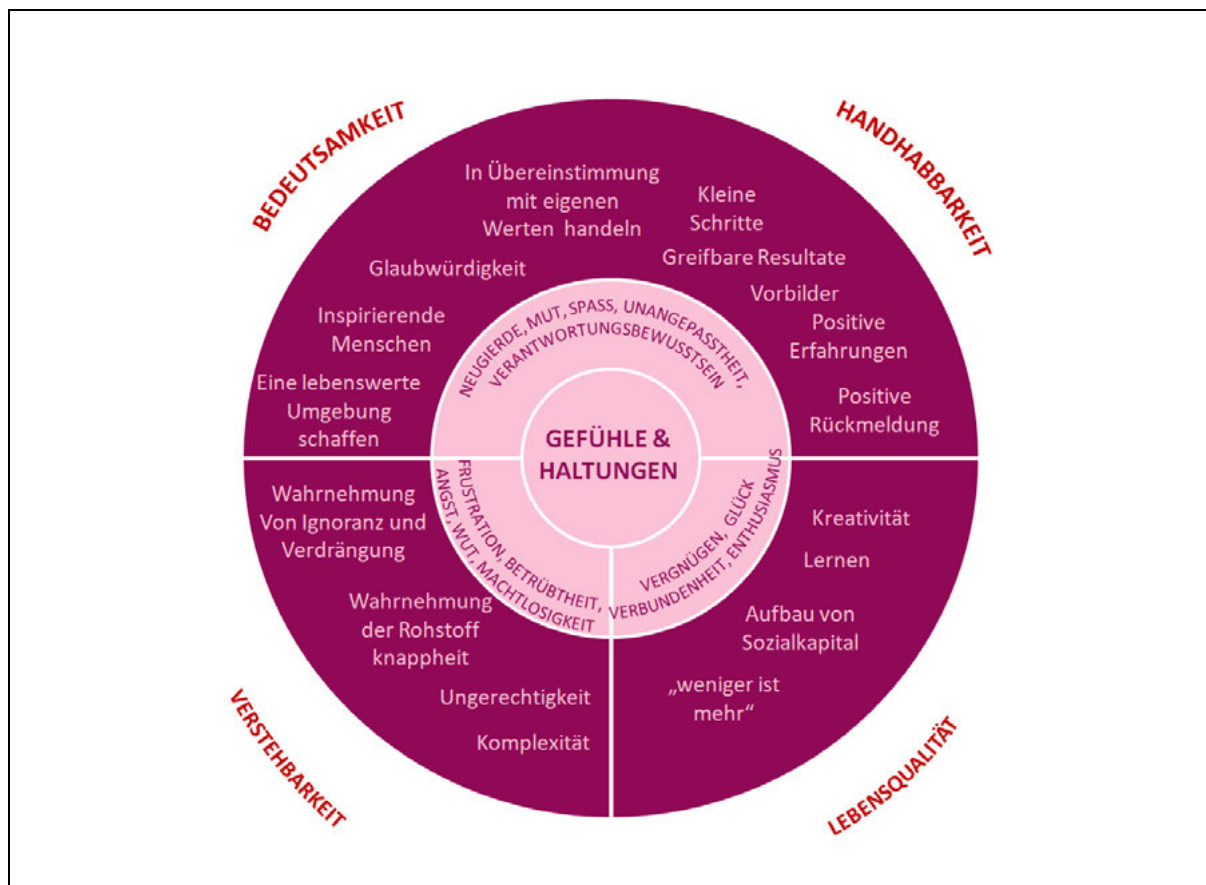 BEDEUTSAMKEIT
HANDHABBARKEIT
In Übereinstimmung
mit eigenen
Werten handeln
Glaubwürdigkeit
Inspirierende
Menschen
Eine lebenswerte
Umgebung
schaffen
Kleine
Schritte
Greifbare Resultate
Vorbilder
Positive
Erfahrungen
Positive
Rückmeldung
NEUGIERDE, MUT, SPASS, UNANGEPASSTHEIT,
VERANTWORTUNGSBEWUSSTSEIN
GEFÜHLE &
HALTUNGEN
FRUSTRATION, BETRÜBTHEIT,
ANGST, WUT, MACHTLOSIGKEIT
VERGNÜGEN, GLÜCK
VERBUNDENHEIT, ENTHUSIASMUS
Wahrnehmung
Von Ignoranz und
Verdrängung
Wahrnehmung
der Rohstoff
knappheit
Ungerechtigkeit
Komplexität
Kreativität
Lernen
Aufbau von
Sozialkapital
„weniger ist
mehr“
VERSTEHBARKEIT
LEBENSQUALITÄT